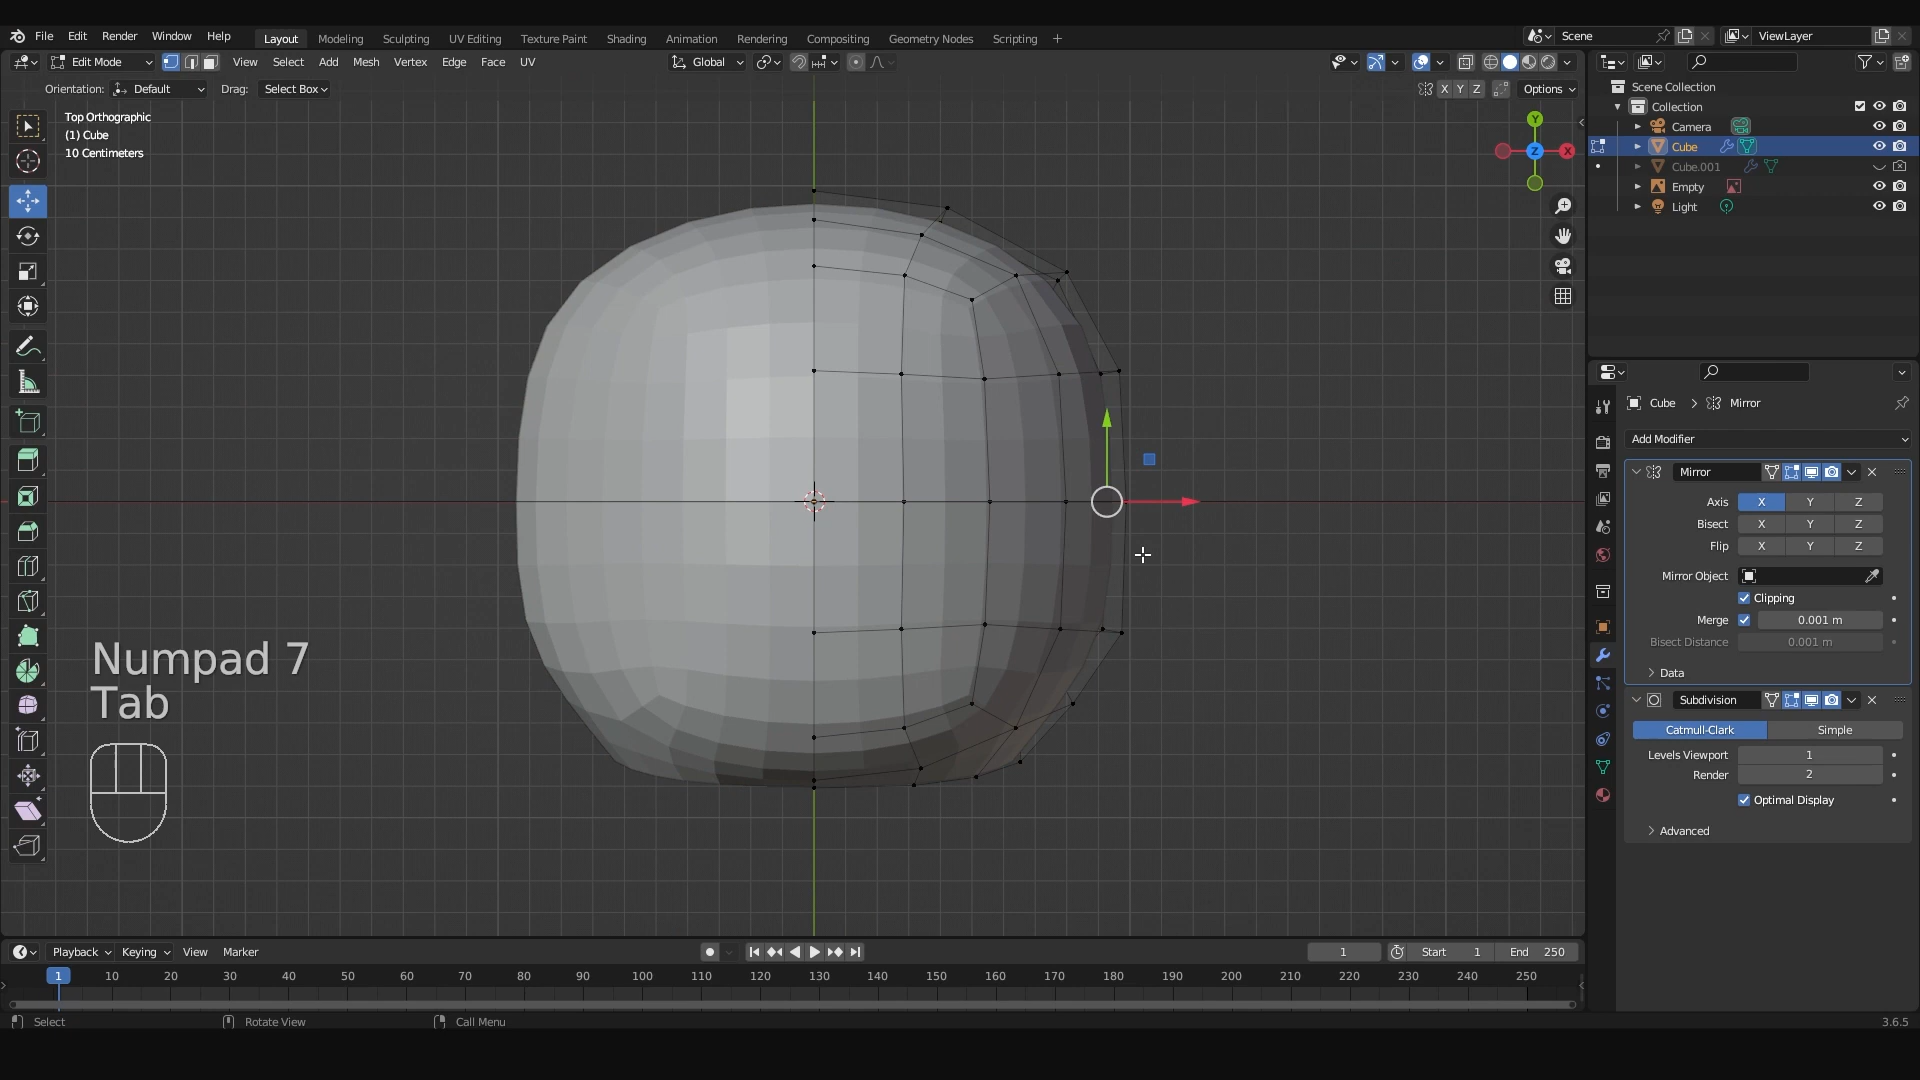 File Edit Render Window Help Layout Modeling Sculpting UV Editing Texture Paint Shading Animation Rendering Compositing Geometry Nodes Scripting + Scene ViewLayer
Edit Mode View Select Add Mesh Vertex Edge Face UV Global
Orientation: Default Drag: Select Box X Y Z Options
Top Orthographic
(1) Cube
10 Centimeters
Y
Z X
Scene Collection
Collection
Camera
Cube
Cube.001
Empty
Light
Cube > Mirror
Add Modifier
Mirror
Axis X Y Z
Bisect X Y Z
Flip X Y Z
Mirror Object
Clipping
Merge 0.001 m
Bisect Distance 0.001 m
Data
Subdivision
Catmull-Clark Simple
Levels Viewport 1
Render 2
Optimal Display
Advanced
Numpad 7
Tab
Playback Keying View Marker 1 Start 1 End 250
1 10 20 30 40 50 60 70 80 90 100 110 120 130 140 150 160 170 180 190 200 210 220 230 240 250
Select Rotate View Call Menu 3.6.5